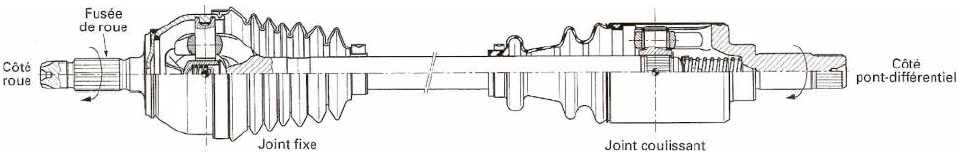 Fusée
de roue
Côté
roue
Joint fixe
Joint coulissant
Côté
pont-différentiel